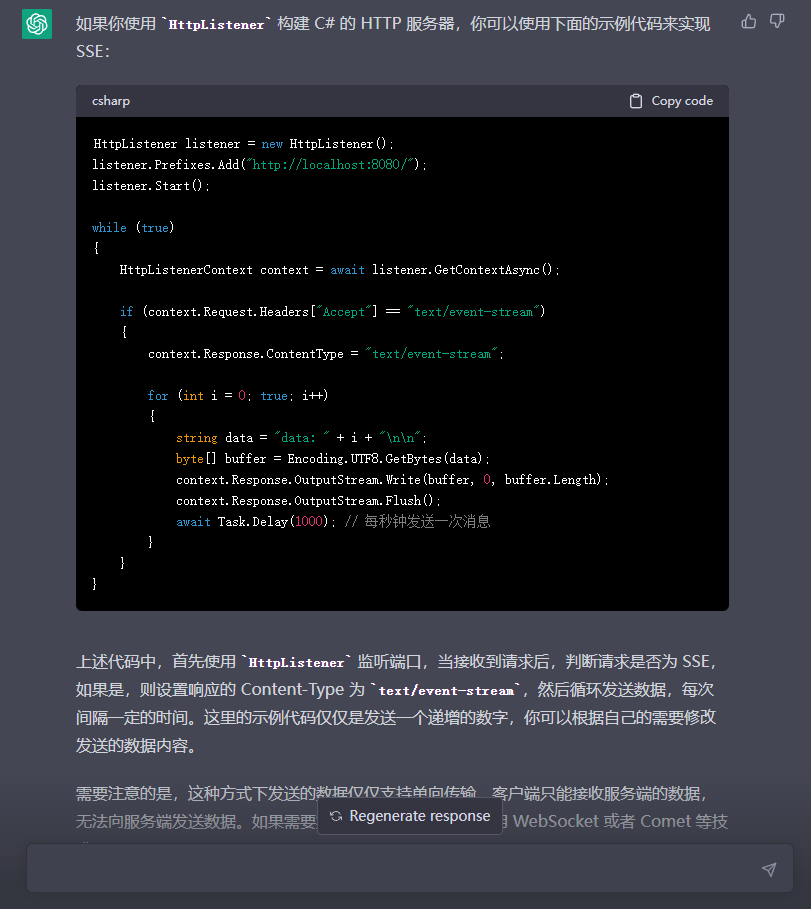 如果你使用 `HttpListener` 构建 C# 的 HTTP 服务器，你可以使用下面的示例代码来实现
SSE：
csharp
Copy code
HttpListener listener = new HttpListener();
listener.Prefixes.Add("http://localhost:8080/");
listener.Start();
while (true)
{
HttpListenerContext context = await listener.GetContextAsync();
if (context.Request.Headers["Accept"] == "text/event-stream")
{
context.Response.ContentType = "text/event-stream";
for (int i = 0; true; i++)
{
string data = "data: " + i + "\n\n";
byte[] buffer = Encoding.UTF8.GetBytes(data);
context.Response.OutputStream.Write(buffer, 0, buffer.Length);
context.Response.OutputStream.Flush();
await Task.Delay(1000); // 每秒钟发送一次消息
}
}
}
上述代码中，首先使用 `HttpListener` 监听端口，当接收到请求后，判断请求是否为 SSE，
如果是，则设置响应的 Content-Type 为 `text/event-stream`，然后循环发送数据，每次
间隔一定的时间。这里的示例代码仅仅是发送一个递增的数字，你可以根据自己的需要修改
发送的数据内容。
需要注意的是，这种方式下发送的数据仅仅支持单向传输，客户端只能接收服务端的数据，
无法向服务端发送数据。如果需要 WebSocket 或者 Comet 等技
Regenerate response